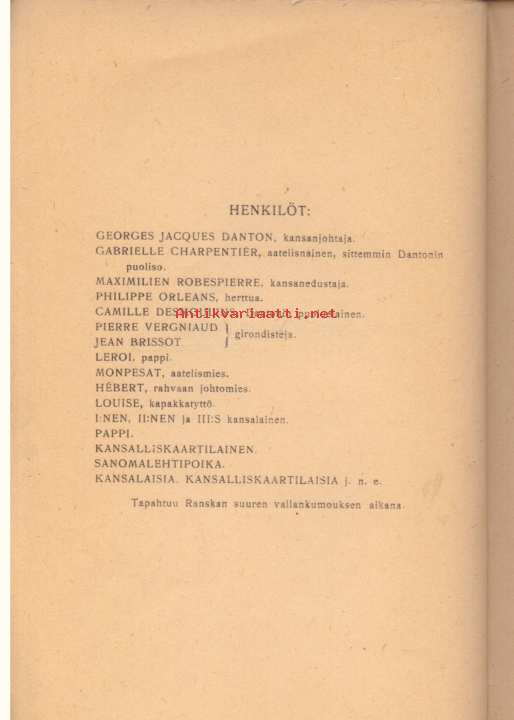 HENKILÖT:
GEORGES JACQUES DANTON, kansanjohtaja.
GABRIELLE CHARPENTIER, aatelisnainen, sittemmin Dantonin
puoliso.
MAXIMILIEN ROBESPIERRE, kansanedustaja.
PHILIPPE ORLEANS, herttua.
CAMILLE
Antikvariaatti.net
PIERRE VERGNIAUD
JEAN BRISSOT
} girondisteja.
LEROI, pappi.
MONPESAT, aatelismies.
HÉBERT, rahvaan johtomies.
LOUISE, kapakkatyttö.
I:NEN, II:NEN ja III:S kansalainen.
PAPPI.
KANSALLISKAARTILAINEN.
SANOMALEHTIPOIKA.
KANSALAISIA. KANSALLISKAARTILAISIA j. n. e.
Tapahtuu Ranskan suuren vallankumouksen aikana.